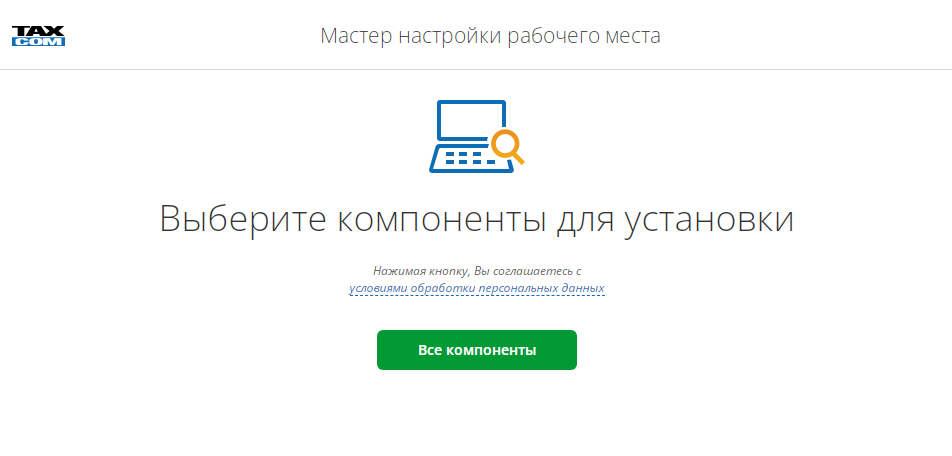 TAX
COM
Мастер настройки рабочего места
Выберите компоненты для установки
Нажимая кнопку, Вы соглашаетесь с
условиями обработки персональных данных
Все компоненты